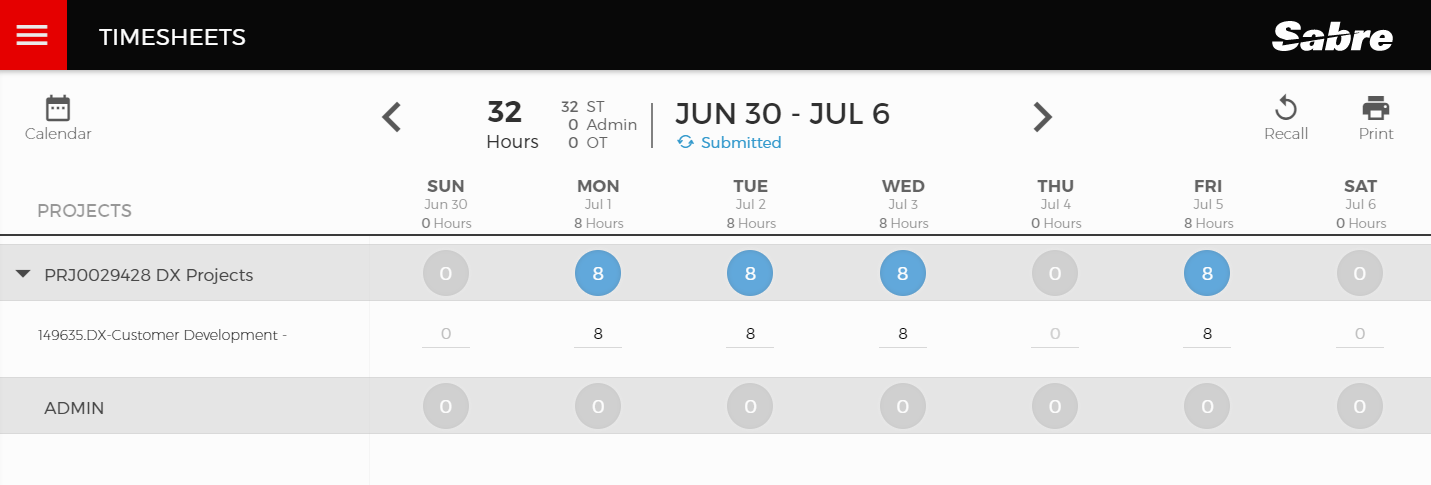 TIMESHEETS
Sabre
Calendar
32
Hours
32 ST
0 Admin
0 OT
JUN 30 - JUL 6
Submitted
Recall
Print
PROJECTS
SUN MON TUE WED THU FRI SAT
Jun 30 Jul 1 Jul 2 Jul 3 Jul 4 Jul 5 Jul 6
0 Hours 8 Hours 8 Hours 8 Hours 0 Hours 8 Hours 0 Hours
PRJ0029428 DX Projects 0 8 8 8 0 8 0
149635.DX-Customer Development - 0 8 8 8 0 8 0
ADMIN 0 0 0 0 0 0 0